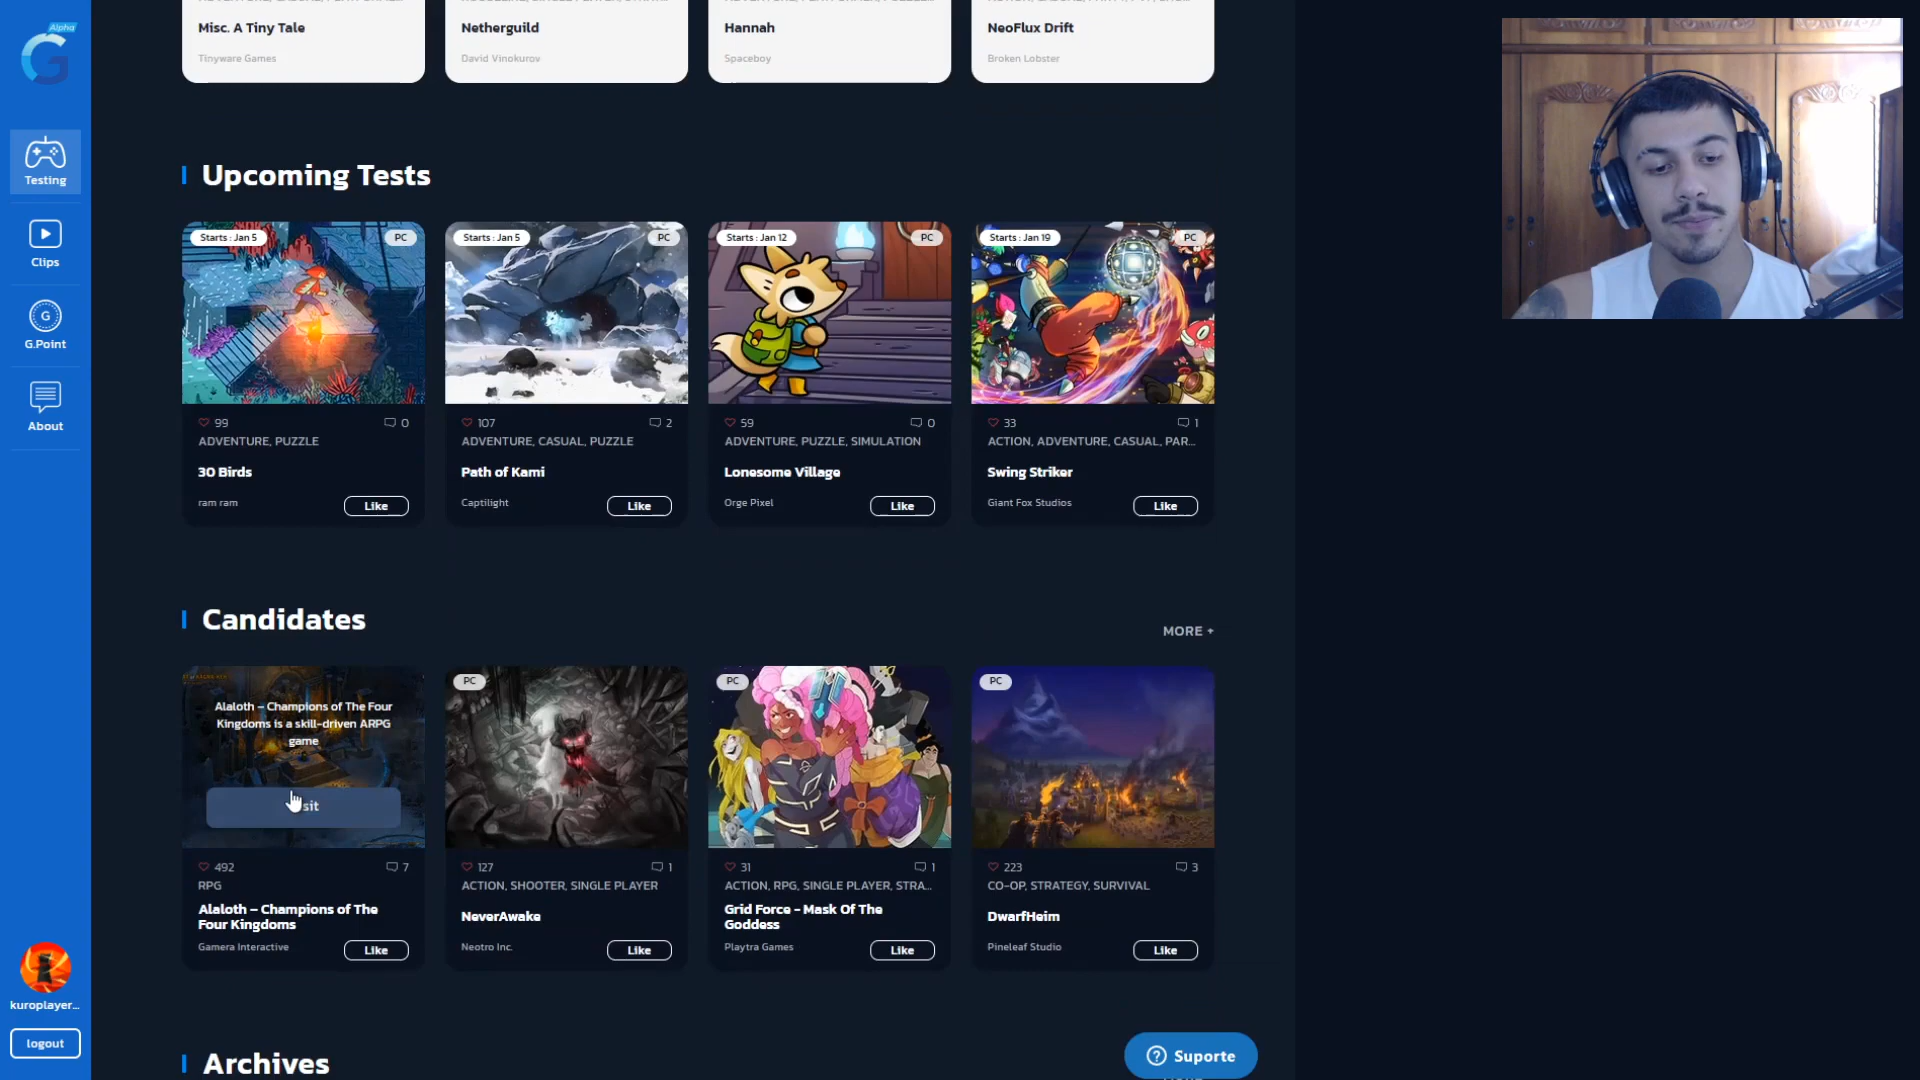 Alpha
G
Testing
Clips
G
G.Point
About
kuroplayer...
logout
Misc. A Tiny Tale
Tinyware Games
Netherguild
David Vinokurov
Hannah
Spaceboy
NeoFlux Drift
Broken Lobster
Upcoming Tests
Starts : Jan 5
PC
99
0
ADVENTURE, PUZZLE
30 Birds
ram ram
Like
Starts : Jan 5
PC
107
2
ADVENTURE, CASUAL, PUZZLE
Path of Kami
Captilight
Like
Starts : Jan 12
PC
59
0
ADVENTURE, PUZZLE, SIMULATION
Lonesome Village
Orge Pixel
Like
Starts : Jan 19
PC
33
1
ACTION, ADVENTURE, CASUAL, PAR...
Swing Striker
Giant Fox Studios
Like
Candidates
MORE +
Alaloth – Champions of The Four
Kingdoms is a skill-driven ARPG
game
sit
492
7
RPG
Alaloth – Champions of The
Four Kingdoms
Gamera Interactive
Like
PC
127
1
ACTION, SHOOTER, SINGLE PLAYER
NeverAwake
Neotro Inc.
Like
PC
31
1
ACTION, RPG, SINGLE PLAYER, STRA...
Grid Force - Mask Of The
Goddess
Playtra Games
Like
PC
223
3
CO-OP, STRATEGY, SURVIVAL
DwarfHeim
Pineleaf Studio
Like
Archives
Suporte